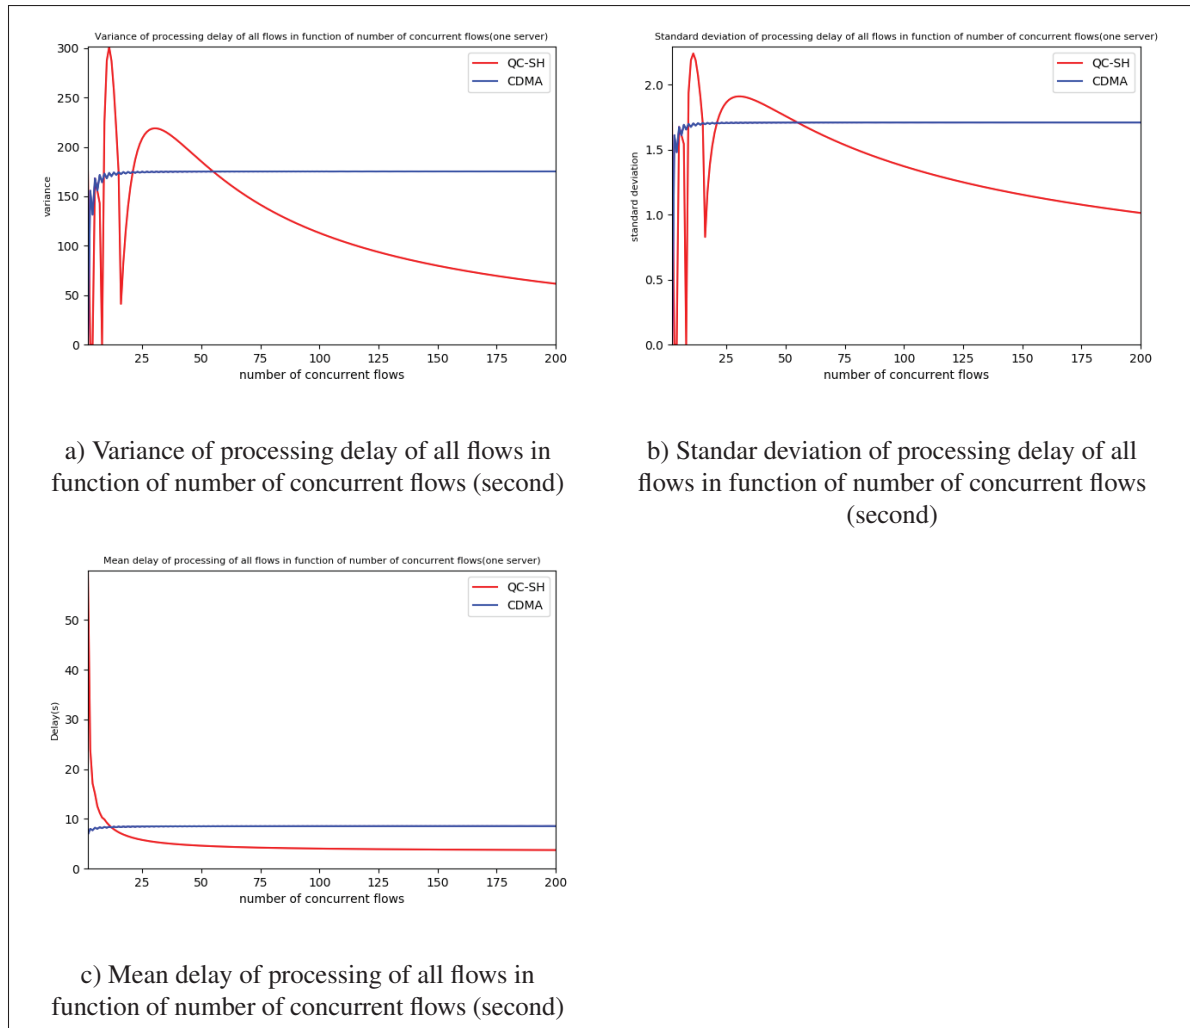 Variance of processing delay of all flows in function of number of concurrent flows(one server)
300
250
200
150
100
50
0
variance
QC-SH
CDMA
25 50 75 100 125 150 175 200
number of concurrent flows
a) Variance of processing delay of all flows in
function of number of concurrent flows (second)
Standard deviation of processing delay of all flows in function of number of concurrent flows(one server)
2.0
1.5
1.0
0.5
0.0
standard deviation
QC-SH
CDMA
25 50 75 100 125 150 175 200
number of concurrent flows
b) Standar deviation of processing delay of all
flows in function of number of concurrent flows
(second)
Mean delay of processing of all flows in function of number of concurrent flows(one server)
50
40
30
20
10
0
Delay(s)
QC-SH
CDMA
25 50 75 100 125 150 175 200
number of concurrent flows
c) Mean delay of processing of all flows in
function of number of concurrent flows (second)